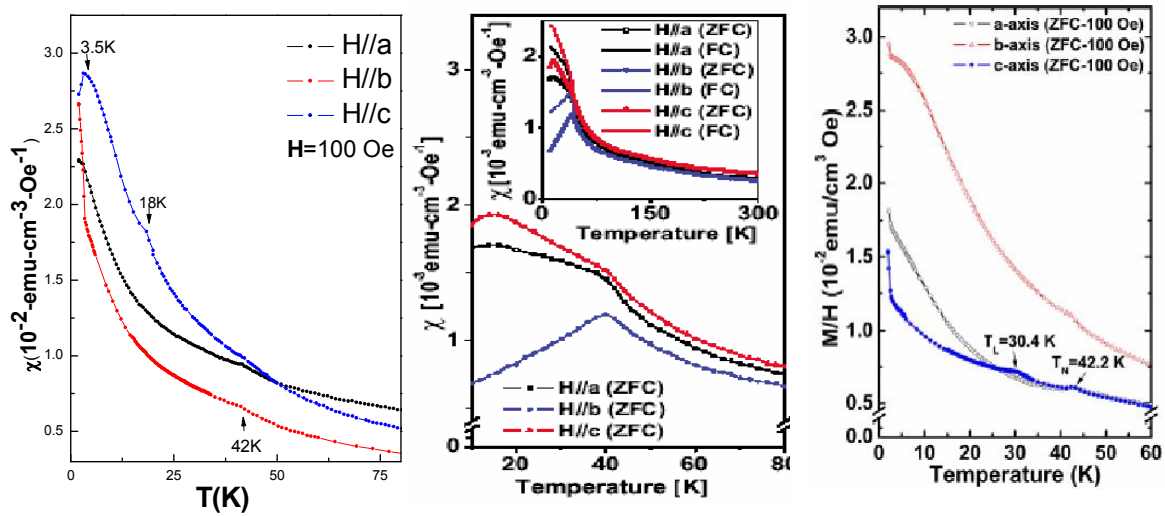 3.0
2.5
2.0
1.5
1.0
0.5
χ(10⁻²-emu-cm⁻³-Oe⁻¹)
3.5K
18K
42K
H//a
H//b
H//c
H=100 Oe
0
25
50
75
T(K)
3
2
1
0
χ [10⁻³emu-cm⁻³-Oe⁻¹]
2
1
0
χ [10⁻³ emu-cm⁻³-Oe⁻¹]
H//a (ZFC)
H//a (FC)
H//b (ZFC)
H//b (FC)
H//c (ZFC)
H//c (FC)
0
150
300
Temperature [K]
H//a (ZFC)
H//b (ZFC)
H//c (ZFC)
20
40
60
80
Temperature [K]
3.0
2.5
2.0
1.5
1.0
0.5
0.0
M/H (10⁻²emu/cm³ Oe)
a-axis (ZFC-100 Oe)
b-axis (ZFC-100 Oe)
c-axis (ZFC-100 Oe)
T_L=30.4 K
T_N=42.2 K
0
10
20
30
40
50
60
Temperature (K)